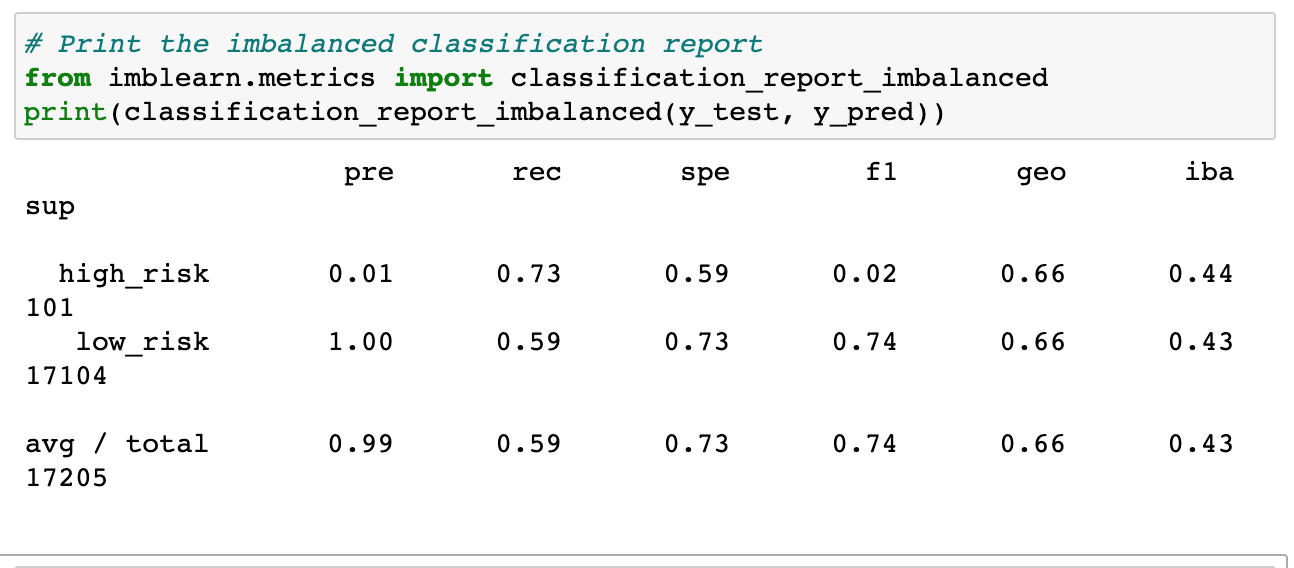 # Print the imbalanced classification report
from imblearn.metrics import classification_report_imbalanced
print(classification_report_imbalanced(y_test, y_pred))
pre rec spe f1 geo iba
sup
high_risk 0.01 0.73 0.59 0.02 0.66 0.44
101
low_risk 1.00 0.59 0.73 0.74 0.66 0.43
17104
avg / total 0.99 0.59 0.73 0.74 0.66 0.43
17205